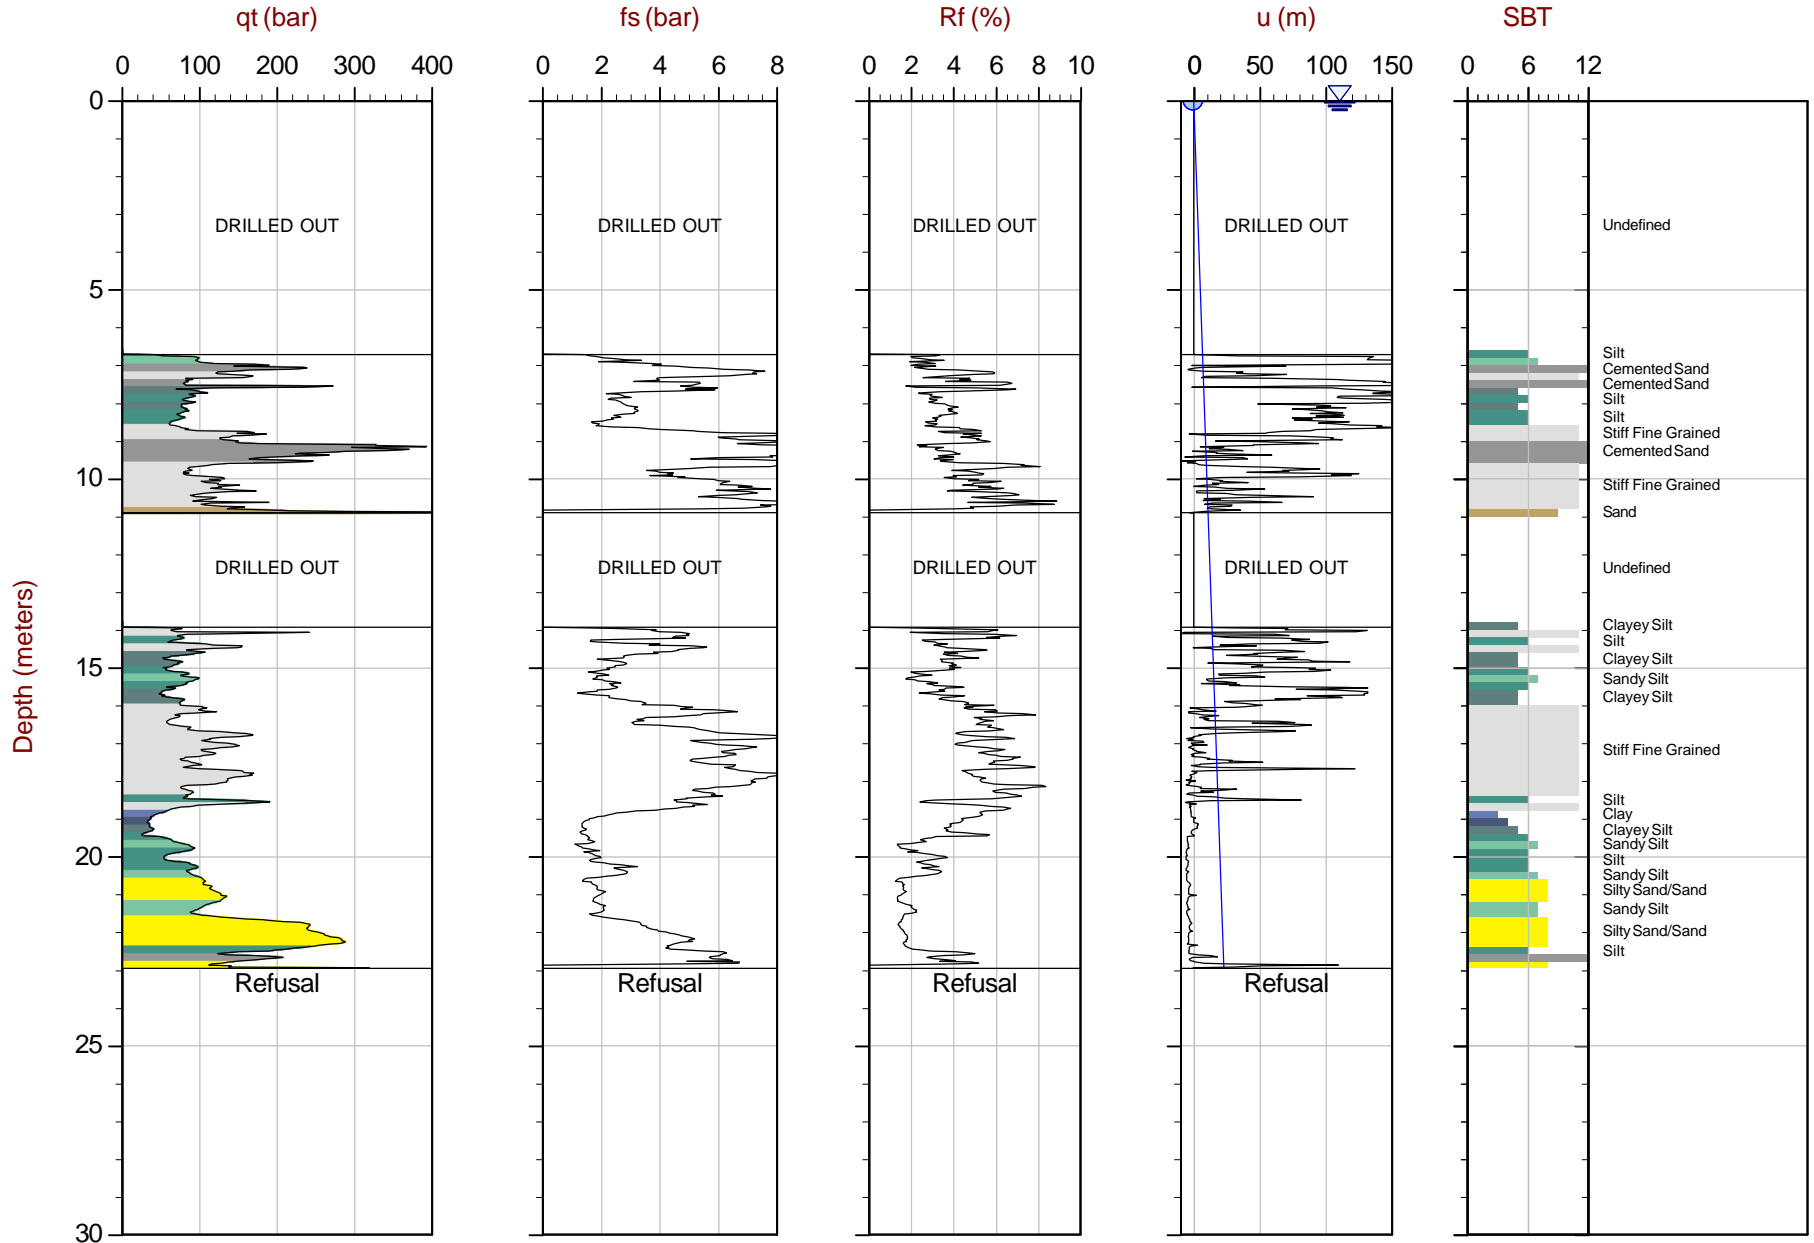 qt (bar) fs (bar) Rf (%) u (m) SBT
0 100 200 300 400 0 2 4 6 8 0 2 4 6 8 10 0 50 100 150 0 6 12
0
DRILLED OUT DRILLED OUT DRILLED OUT DRILLED OUT Undefined
5
Silt
Cemented Sand
Cemented Sand
Silt
Silt
Stiff Fine Grained
Cemented Sand
10
Stiff Fine Grained
Sand
DRILLED OUT DRILLED OUT DRILLED OUT DRILLED OUT Undefined
Depth (meters)
Clayey Silt
Silt
Clayey Silt
15
Sandy Silt
Clayey Silt
Stiff Fine Grained
Silt
Clay
Clayey Silt
Sandy Silt
20
Silt
Sandy Silt
Silty Sand/Sand
Sandy Silt
Silty Sand/Sand
Silt
Refusal Refusal Refusal Refusal
25
30